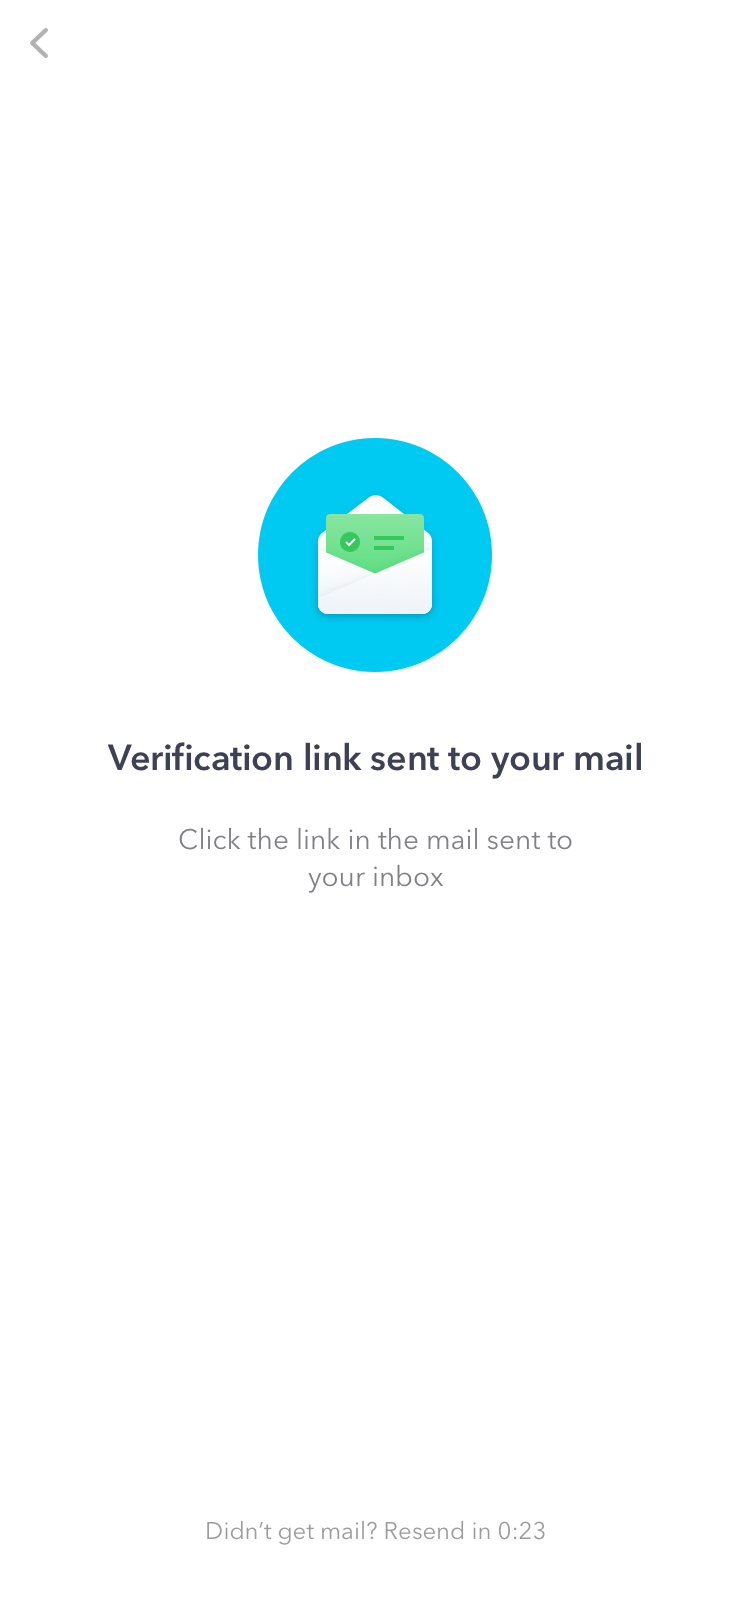 Verification link sent to your mail
Click the link in the mail sent to
your inbox
Didn’t get mail? Resend in 0:23